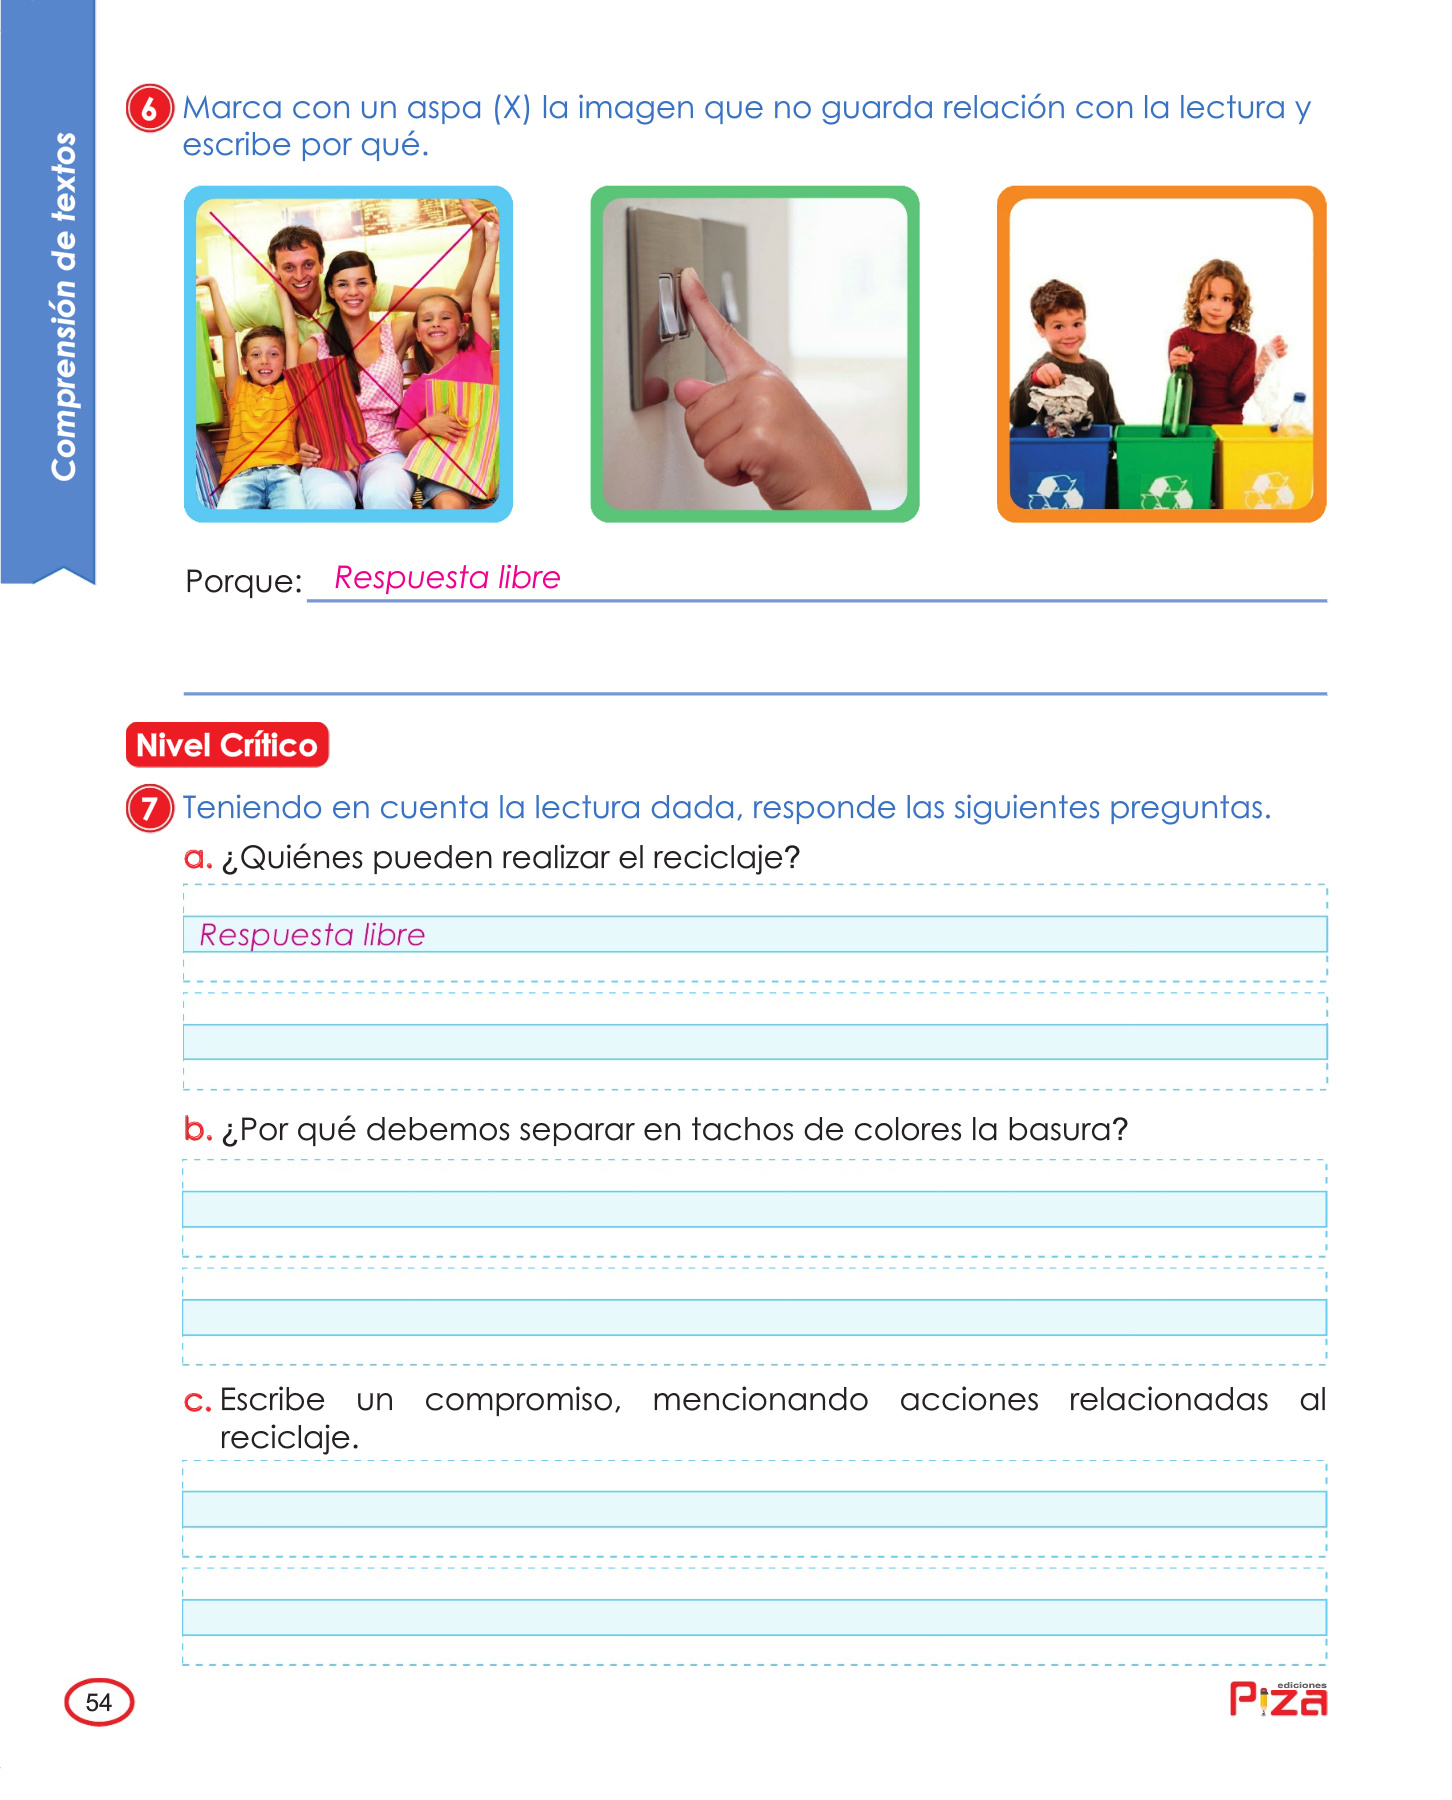 Comprensión de textos
6 Marca con un aspa (X) la imagen que no guarda relación con la lectura y
escribe por qué.
Porque: Respuesta libre
Nivel Crítico
7 Teniendo en cuenta la lectura dada, responde las siguientes preguntas.
a. ¿Quiénes pueden realizar el reciclaje?
Respuesta libre
b. ¿Por qué debemos separar en tachos de colores la basura?
c. Escribe un compromiso, mencionando acciones relacionadas al
reciclaje.
54
ediciones
Piza